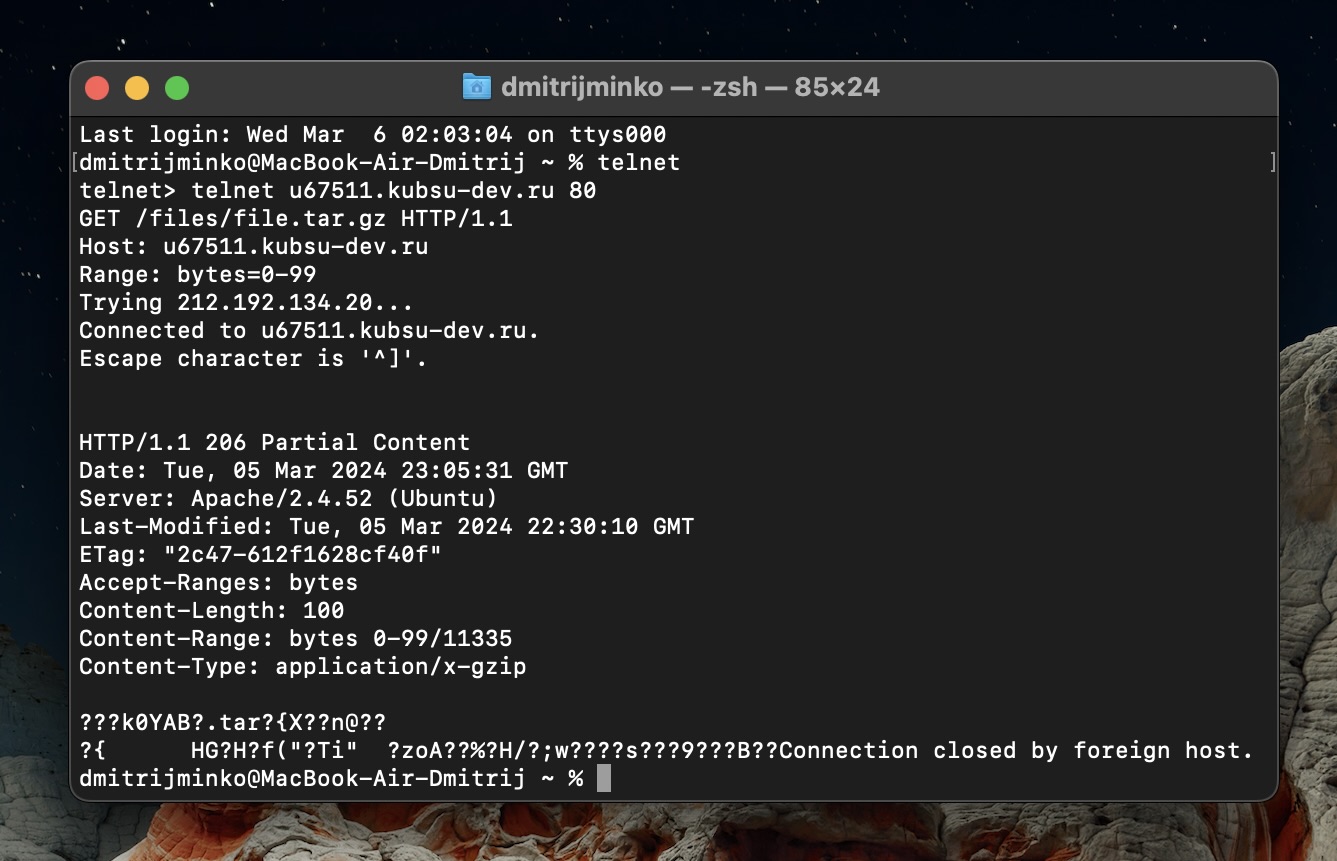 dmitrijminko — -zsh — 85×24
Last login: Wed Mar  6 02:03:04 on ttys000
[dmitrijminko@MacBook-Air-Dmitrij ~ % telnet ]
telnet> telnet u67511.kubsu-dev.ru 80
GET /files/file.tar.gz HTTP/1.1
Host: u67511.kubsu-dev.ru
Range: bytes=0-99
Trying 212.192.134.20...
Connected to u67511.kubsu-dev.ru.
Escape character is '^]'.
HTTP/1.1 206 Partial Content
Date: Tue, 05 Mar 2024 23:05:31 GMT
Server: Apache/2.4.52 (Ubuntu)
Last-Modified: Tue, 05 Mar 2024 22:30:10 GMT
ETag: "2c47-612f1628cf40f"
Accept-Ranges: bytes
Content-Length: 100
Content-Range: bytes 0-99/11335
Content-Type: application/x-gzip
???k0YAB?.tar?{X??n@??
?{      HG?H?f("?Ti"  ?zoA??%?H/?;w????s???9???B??Connection closed by foreign host.
dmitrijminko@MacBook-Air-Dmitrij ~ %